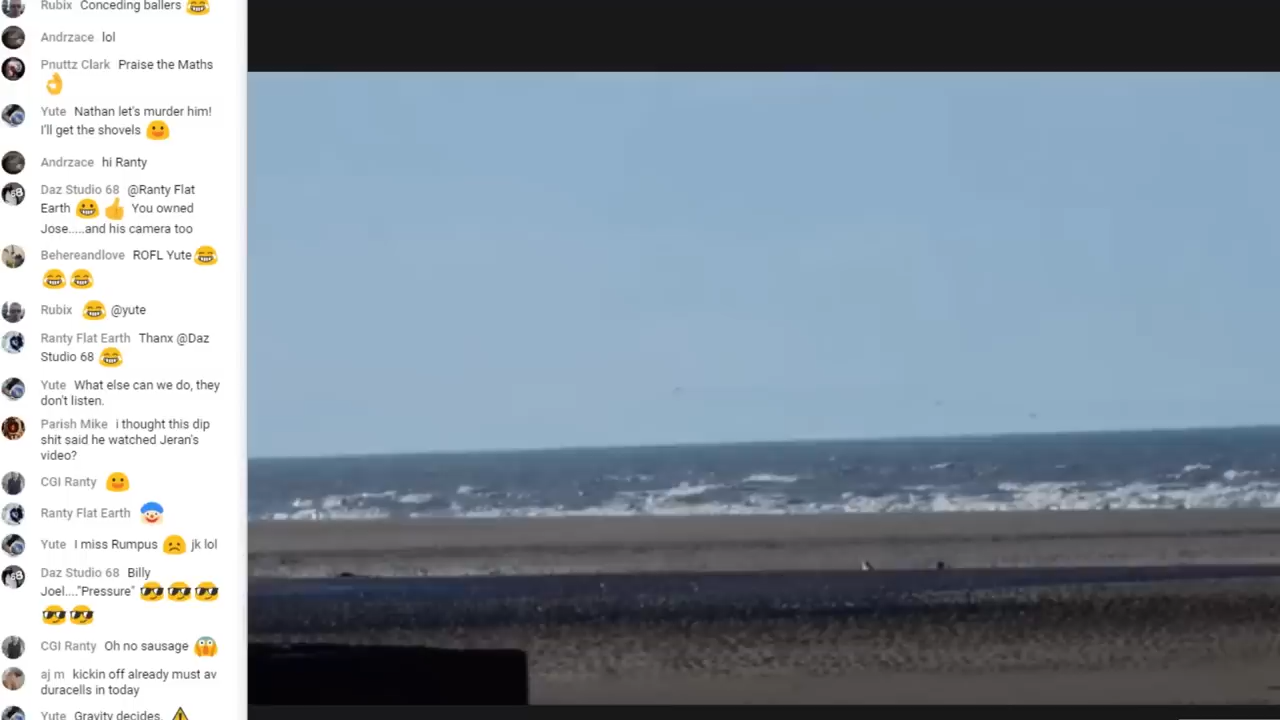 Rubix Conceding ballers 😂
Andrzace lol
Pnuttz Clark Praise the Maths
👌
Yute Nathan let's murder him!
I'll get the shovels 😃
Andrzace hi Ranty
Daz Studio 68 @Ranty Flat
Earth 😀 👍 You owned
Jose.....and his camera too
Behereandlove ROFL Yute 😂
😂 😂
Rubix 😂 @yute
Ranty Flat Earth Thanx @Daz
Studio 68 😂
Yute What else can we do, they
don't listen.
Parish Mike i thought this dip
shit said he watched Jeran's
video?
CGI Ranty 😃
Ranty Flat Earth 🤡
Yute I miss Rumpus ☹️ jk lol
Daz Studio 68 Billy
Joel...."Pressure" 😎 😎 😎
😎 😎
CGI Ranty Oh no sausage 😱
aj m kickin off already must av
duracells in today
Yute Gravity decides. ⚠️